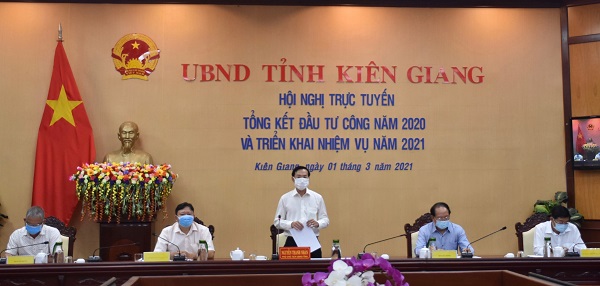 UBND TỈNH KIÊN GIANG
HỘI NGHỊ TRỰC TUYẾN
TỔNG KẾT ĐẦU TƯ CÔNG NĂM 2020
VÀ TRIỂN KHAI NHIỆM VỤ NĂM 2021
Kiên Giang, ngày 01 tháng 3 năm 2021